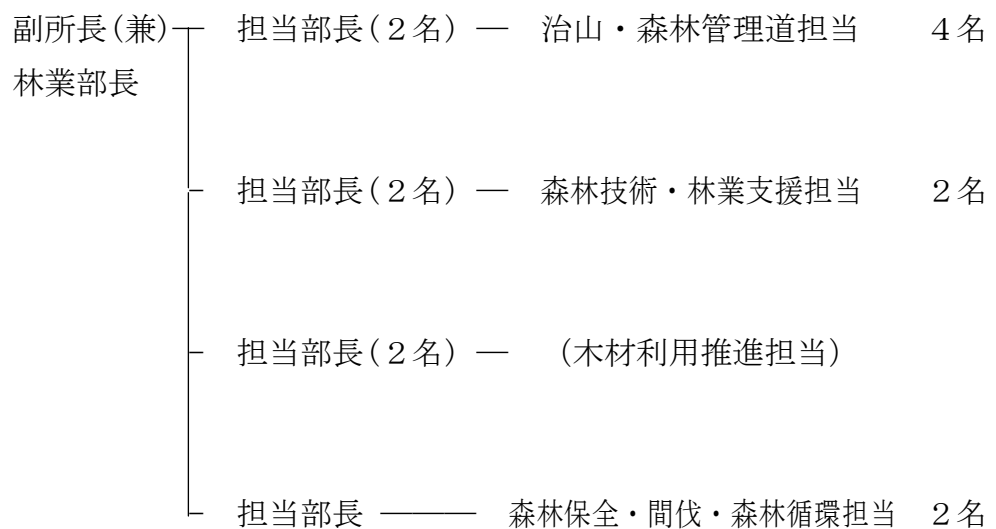 副所長(兼) 担当部長(２名) ― 治山・森林管理道担当 ４名
林業部長
担当部長(２名) ― 森林技術・林業支援担当 ２名
担当部長(２名) ― (木材利用推進担当)
担当部長 ――― 森林保全・間伐・森林循環担当 ２名